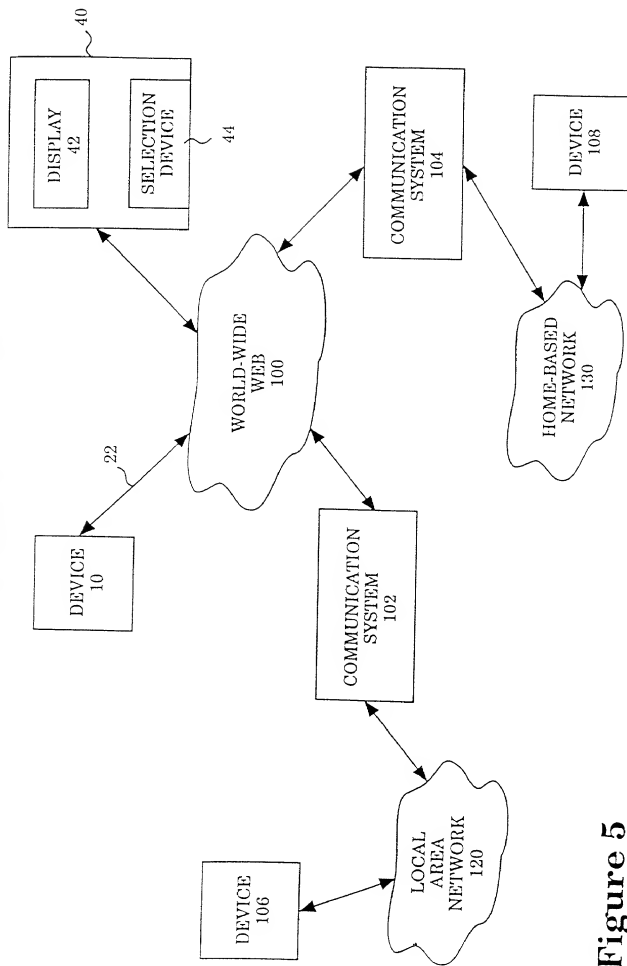 40
DISPLAY
42
SELECTION
DEVICE
44
DEVICE
10
22
WORLD-WIDE
WEB
100
COMMUNICATION
SYSTEM
104
COMMUNICATION
SYSTEM
102
DEVICE
108
HOME-BASED
NETWORK
130
DEVICE
106
LOCAL
AREA
NETWORK
120
Figure 5